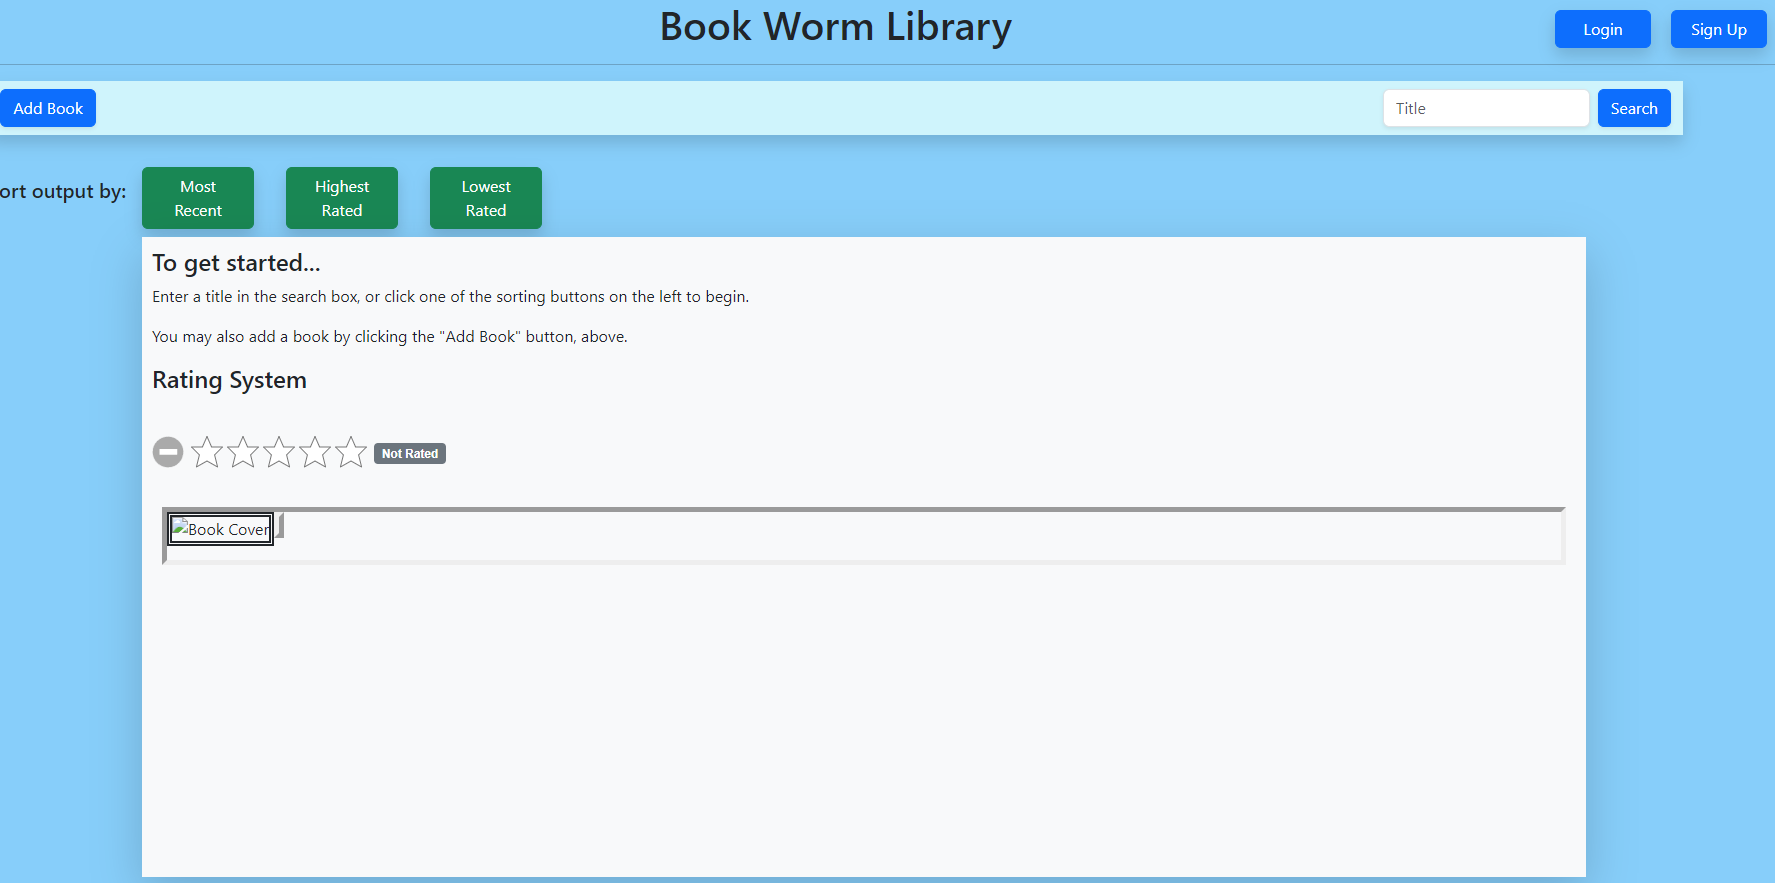 Book Worm Library
Login
Sign Up
Add Book
Title
Search
ort output by:
Most
Recent
Highest
Rated
Lowest
Rated
To get started...
Enter a title in the search box, or click one of the sorting buttons on the left to begin.
You may also add a book by clicking the "Add Book" button, above.
Rating System
Not Rated
Book Cover